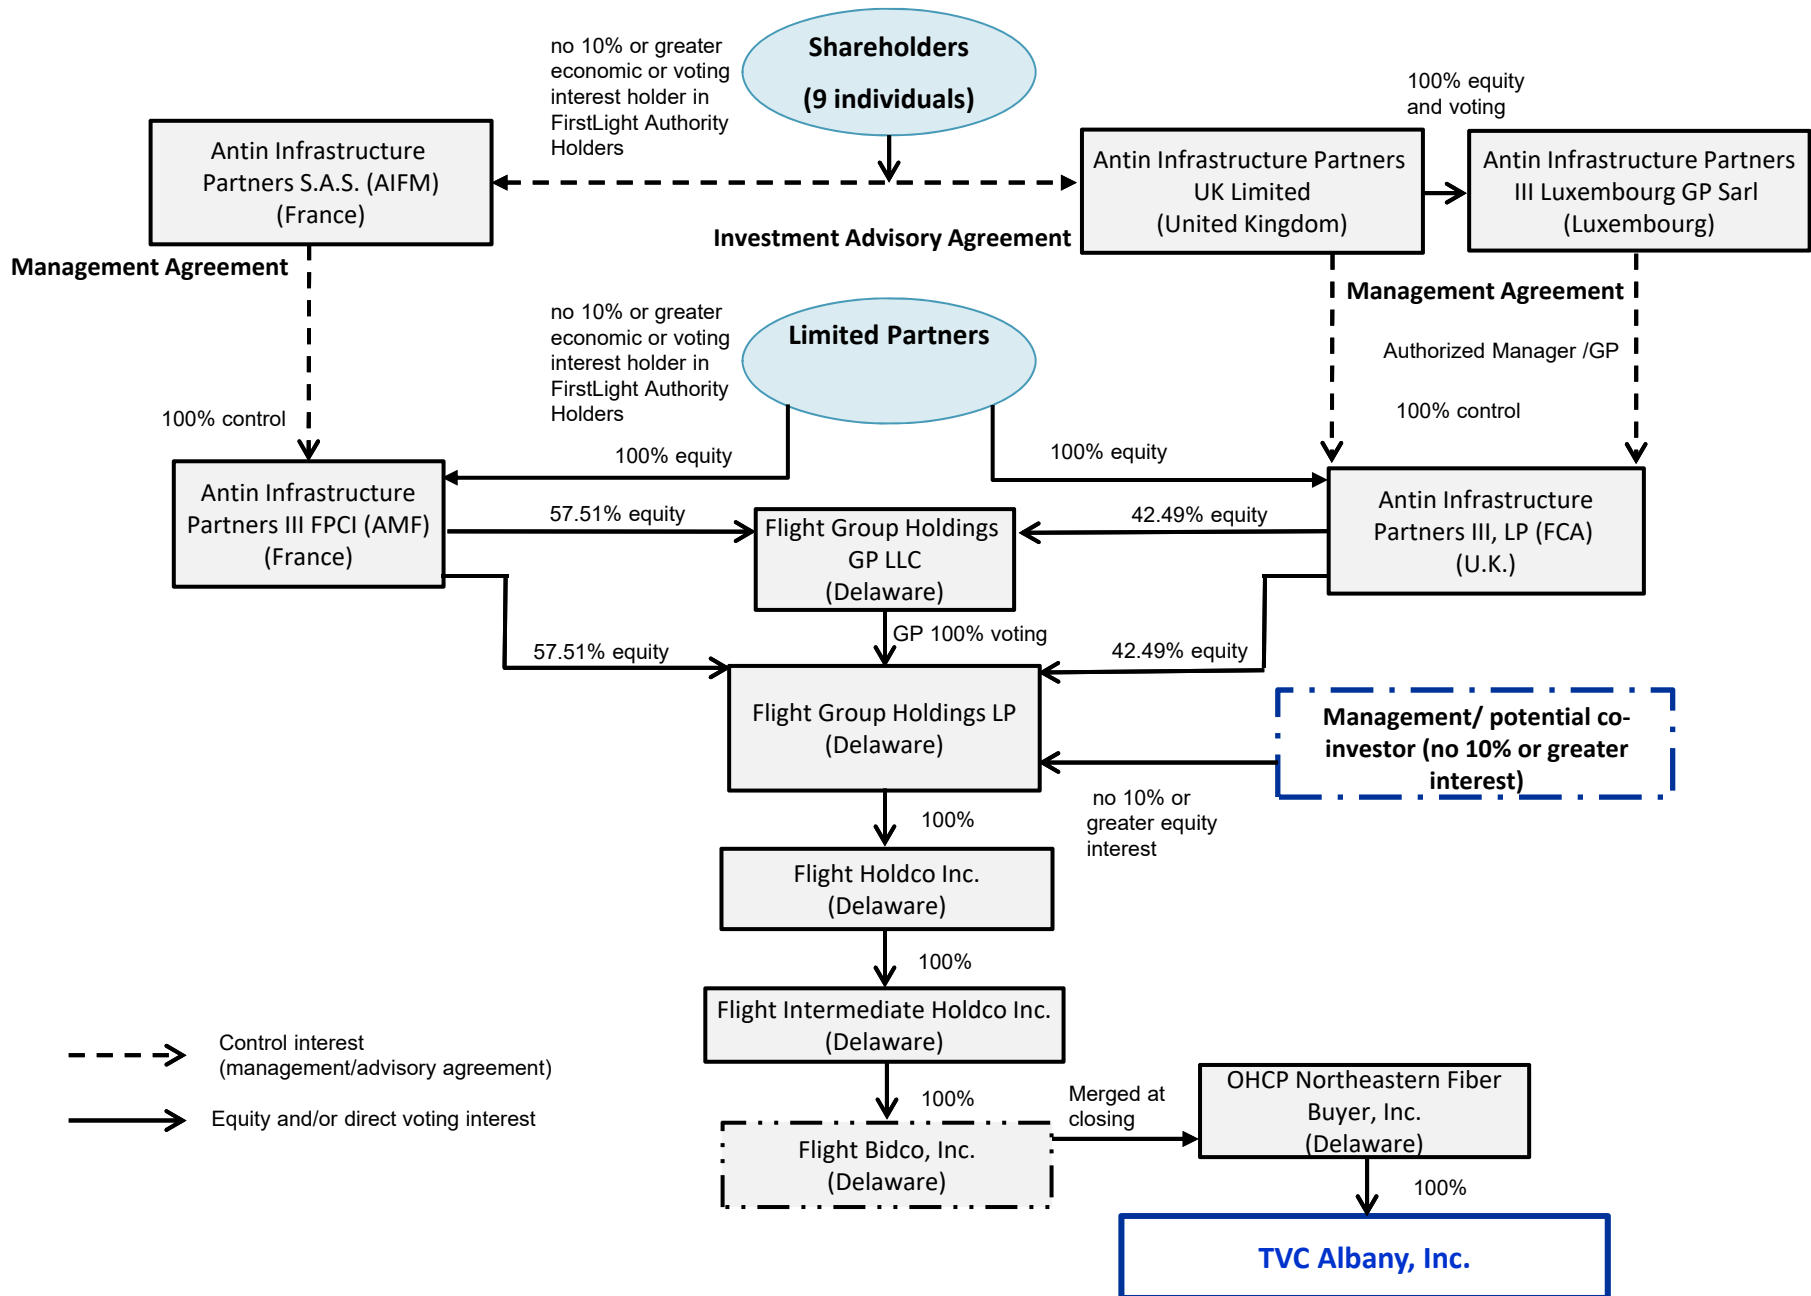 no 10% or greater
economic or voting
interest holder in
FirstLight Authority
Holders
Shareholders
(9 individuals)
100% equity
and voting
Antin Infrastructure
Partners S.A.S. (AIFM)
(France)
Antin Infrastructure Partners
UK Limited
(United Kingdom)
Antin Infrastructure Partners
III Luxembourg GP Sarl
(Luxembourg)
Management Agreement
Investment Advisory Agreement
Management Agreement
no 10% or greater
economic or voting
interest holder in
FirstLight Authority
Holders
Limited Partners
Authorized Manager /GP
100% control
100% control
100% equity
100% equity
Antin Infrastructure
Partners III FPCI (AMF)
(France)
57.51% equity
Flight Group Holdings
GP LLC
(Delaware)
42.49% equity
Antin Infrastructure
Partners III, LP (FCA)
(U.K.)
GP 100% voting
57.51% equity
42.49% equity
Flight Group Holdings LP
(Delaware)
Management/ potential co-
investor (no 10% or greater
interest)
no 10% or
greater equity
interest
100%
Flight Holdco Inc.
(Delaware)
100%
Flight Intermediate Holdco Inc.
(Delaware)
Control interest
(management/advisory agreement)
Equity and/or direct voting interest
100%
Merged at
closing
OHCP Northeastern Fiber
Buyer, Inc.
(Delaware)
Flight Bidco, Inc.
(Delaware)
100%
TVC Albany, Inc.